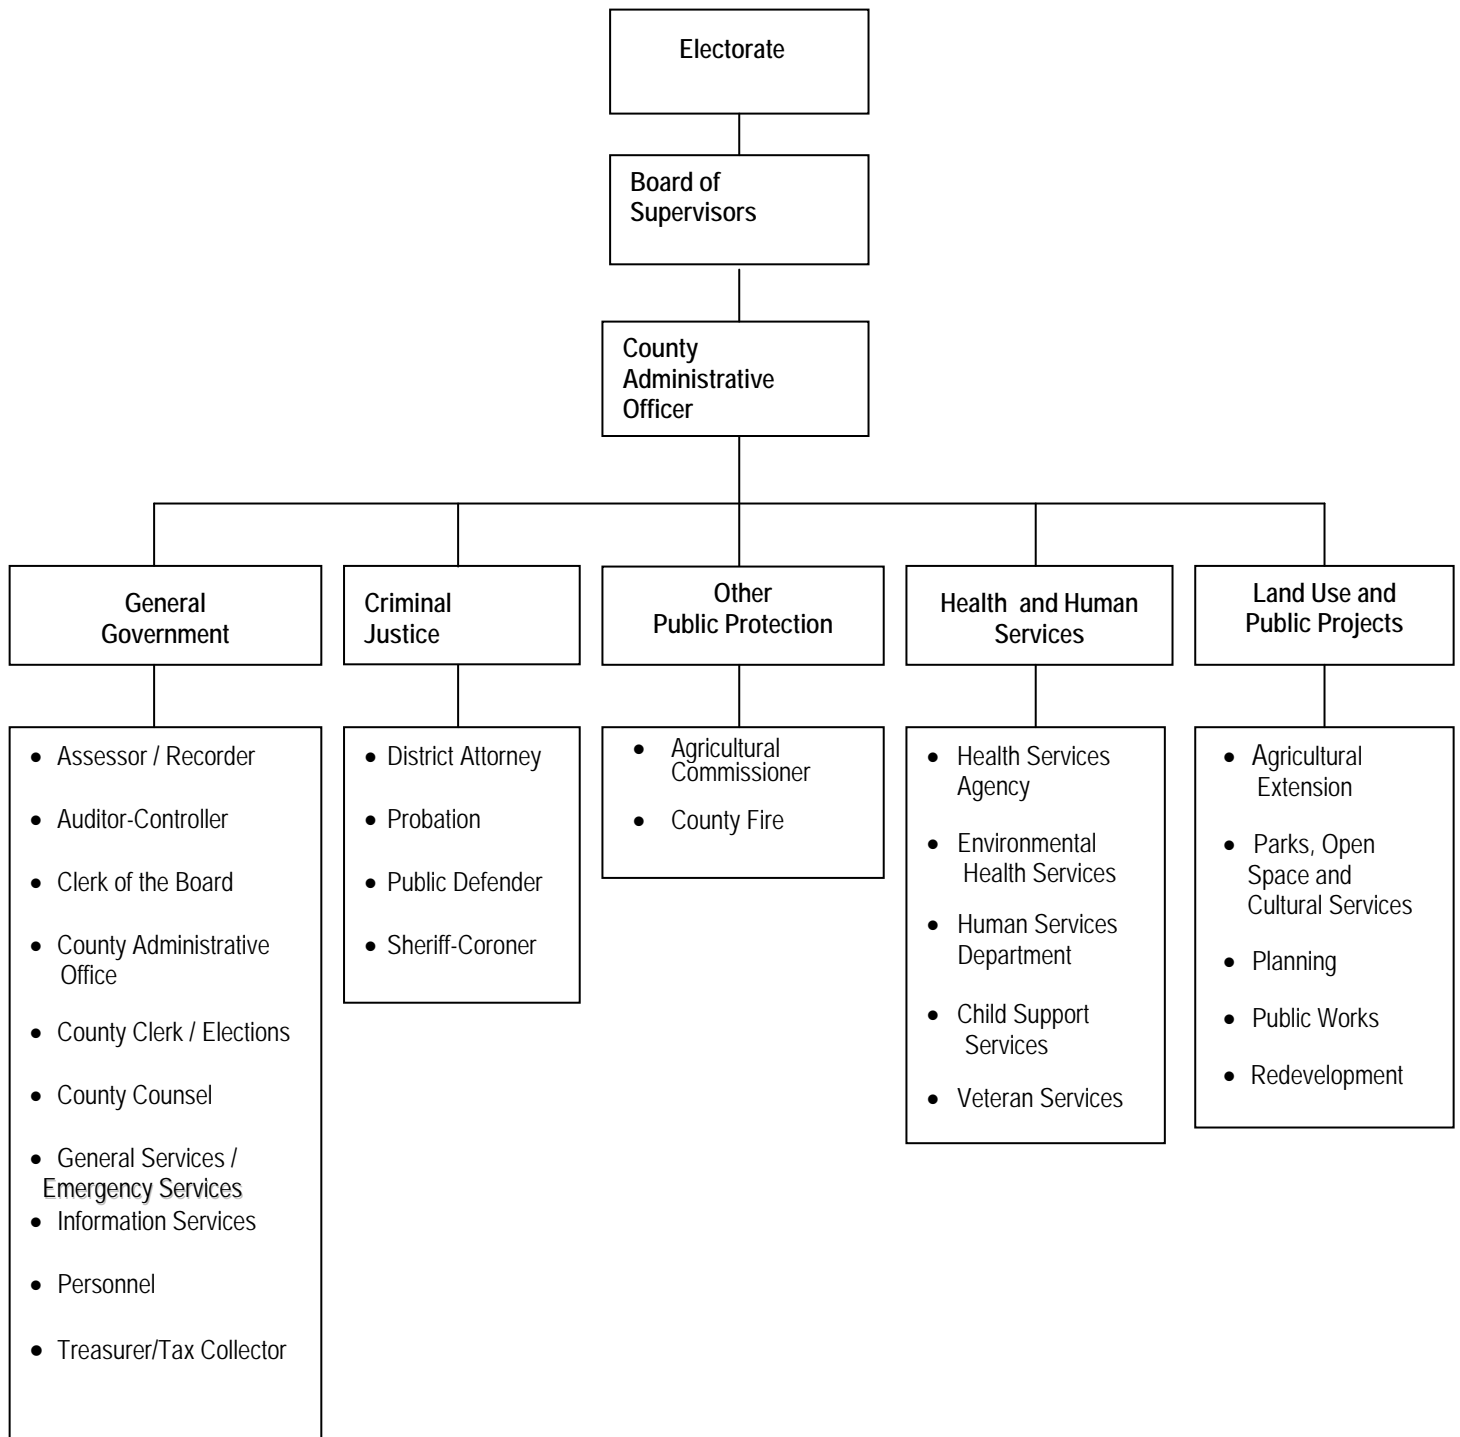 Electorate
Board of
Supervisors
County
Administrative
Officer
General
Government
Criminal
Justice
Other
Public Protection
Health and Human
Services
Land Use and
Public Projects
• Assessor / Recorder
• Auditor-Controller
• Clerk of the Board
• County Administrative
Office
• County Clerk / Elections
• County Counsel
• General Services /
Emergency Services
• Information Services
• Personnel
• Treasurer/Tax Collector
• District Attorney
• Probation
• Public Defender
• Sheriff-Coroner
• Agricultural
Commissioner
• County Fire
• Health Services
Agency
• Environmental
Health Services
• Human Services
Department
• Child Support
Services
• Veteran Services
• Agricultural
Extension
• Parks, Open
Space and
Cultural Services
• Planning
• Public Works
• Redevelopment